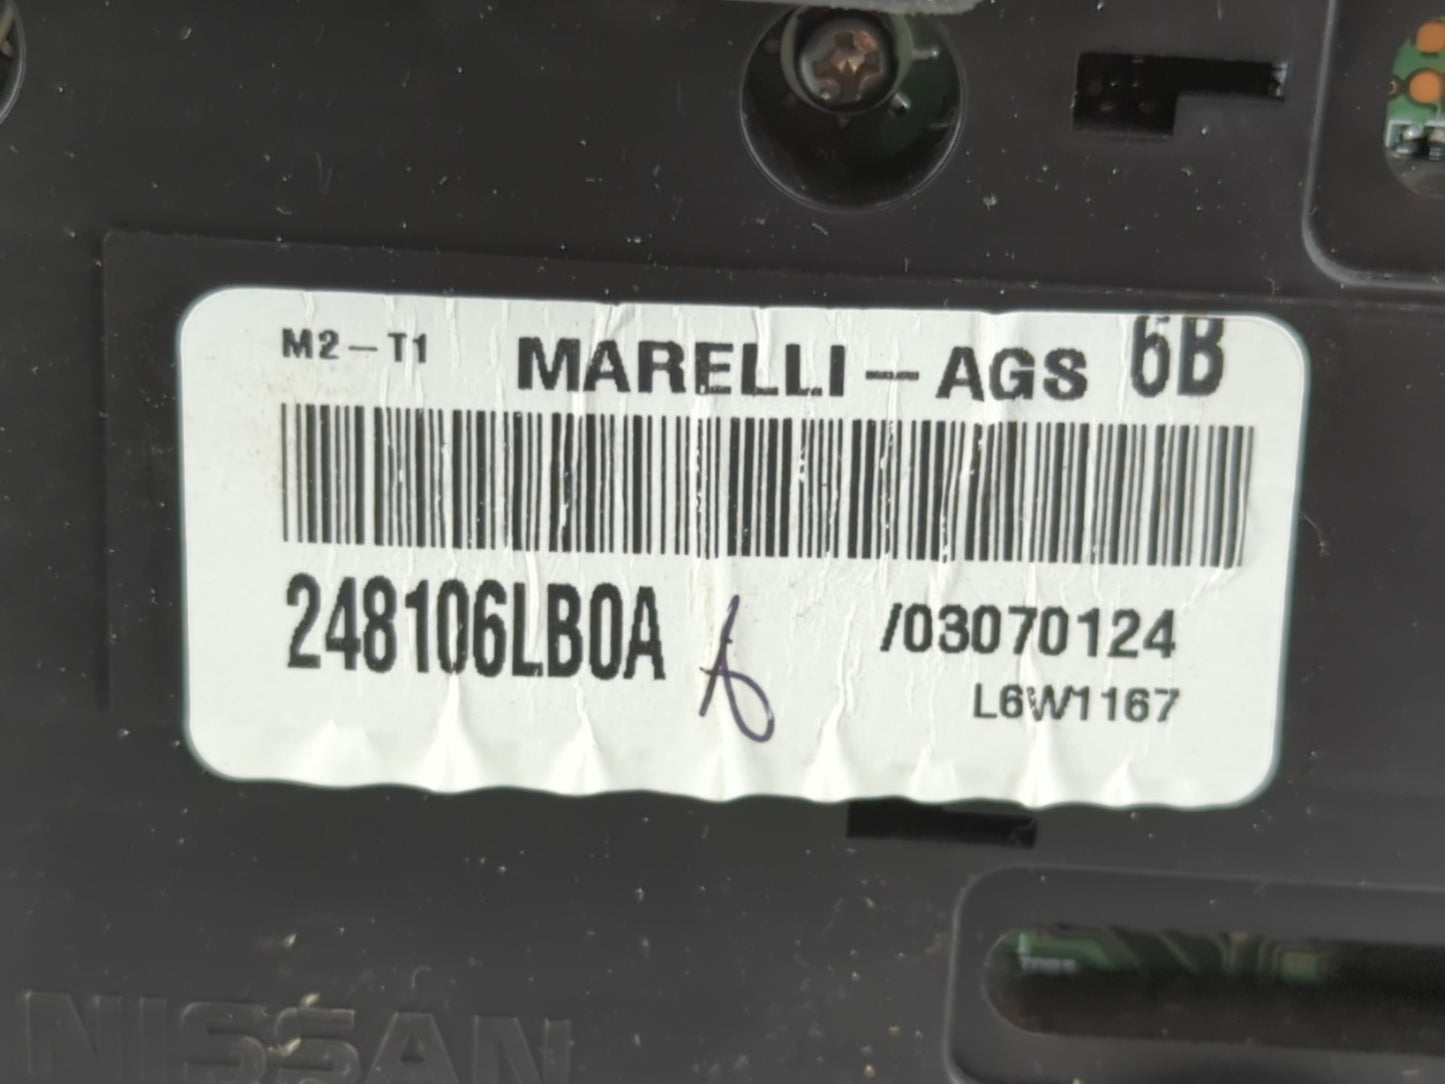 M2-T1 MARELLI-AGS 6B
248106LB0A /03070124
L6W1167
NISSAN